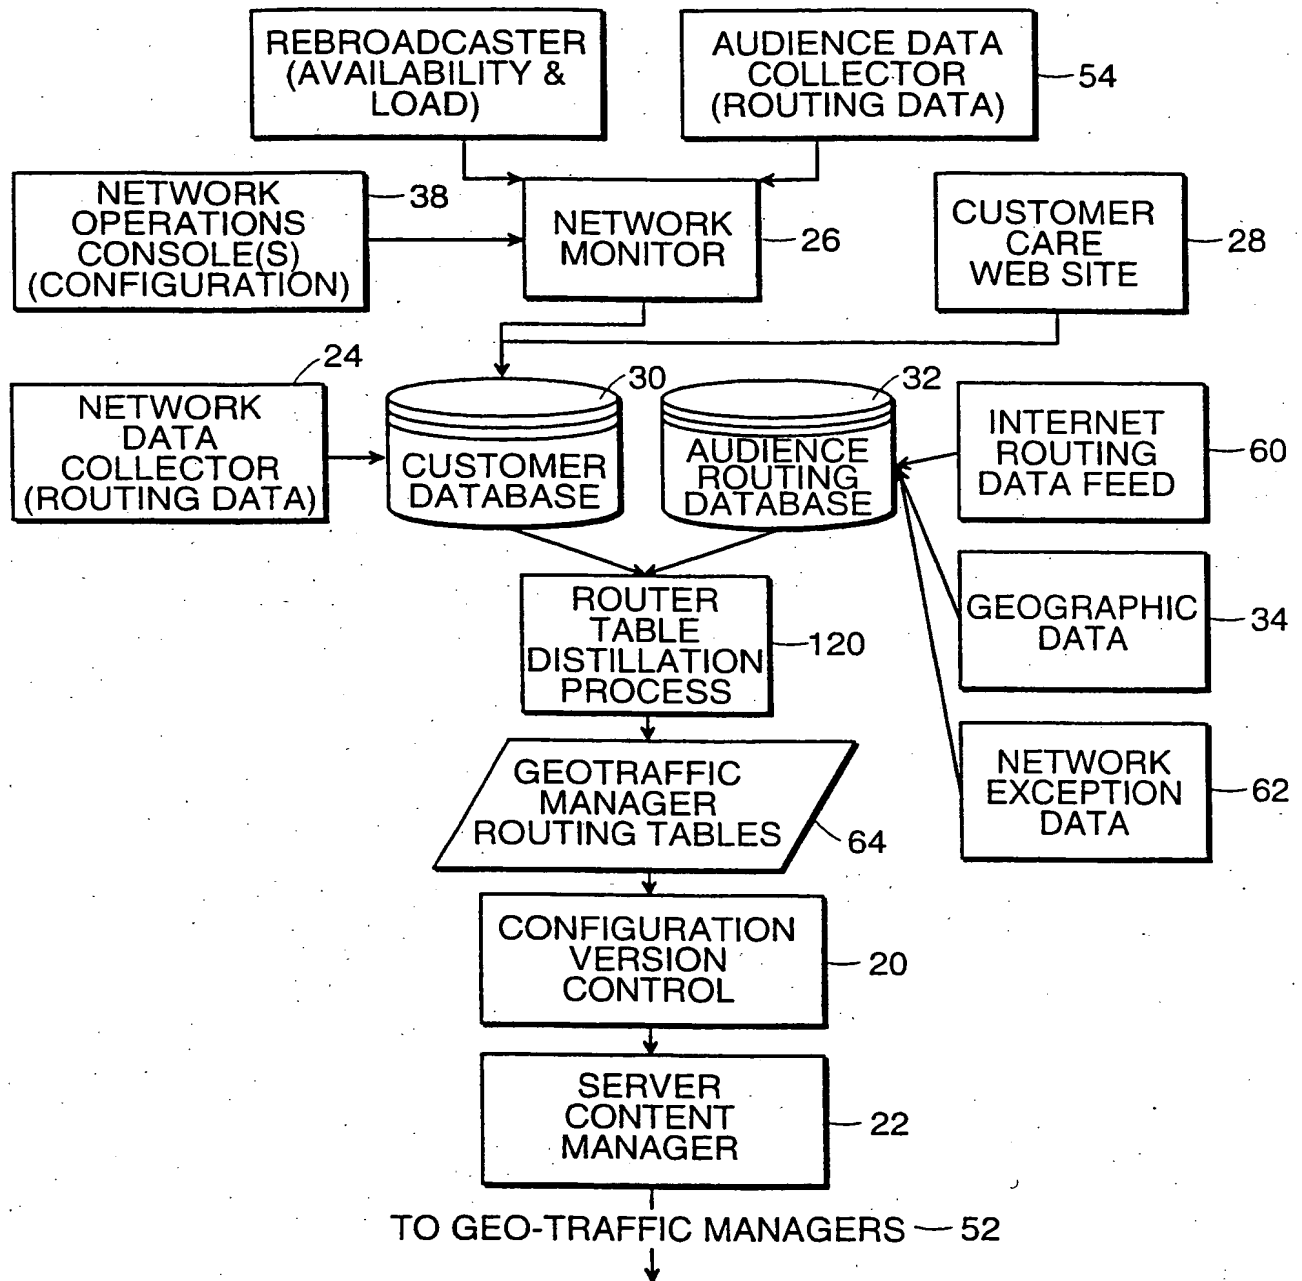 REBROADCASTER
(AVAILABILITY &
LOAD)
AUDIENCE DATA
COLLECTOR
(ROUTING DATA)
54
NETWORK
OPERATIONS
CONSOLE(S)
(CONFIGURATION)
38
NETWORK
MONITOR
26
CUSTOMER
CARE
WEB SITE
28
NETWORK
DATA
COLLECTOR
(ROUTING DATA)
24
CUSTOMER
DATABASE
30
AUDIENCE
ROUTING
DATABASE
32
INTERNET
ROUTING
DATA FEED
60
ROUTER
TABLE
DISTILLATION
PROCESS
120
GEOGRAPHIC
DATA
34
GEOTRAFFIC
MANAGER
ROUTING TABLES
64
NETWORK
EXCEPTION
DATA
62
CONFIGURATION
VERSION
CONTROL
20
SERVER
CONTENT
MANAGER
22
TO GEO-TRAFFIC MANAGERS
52